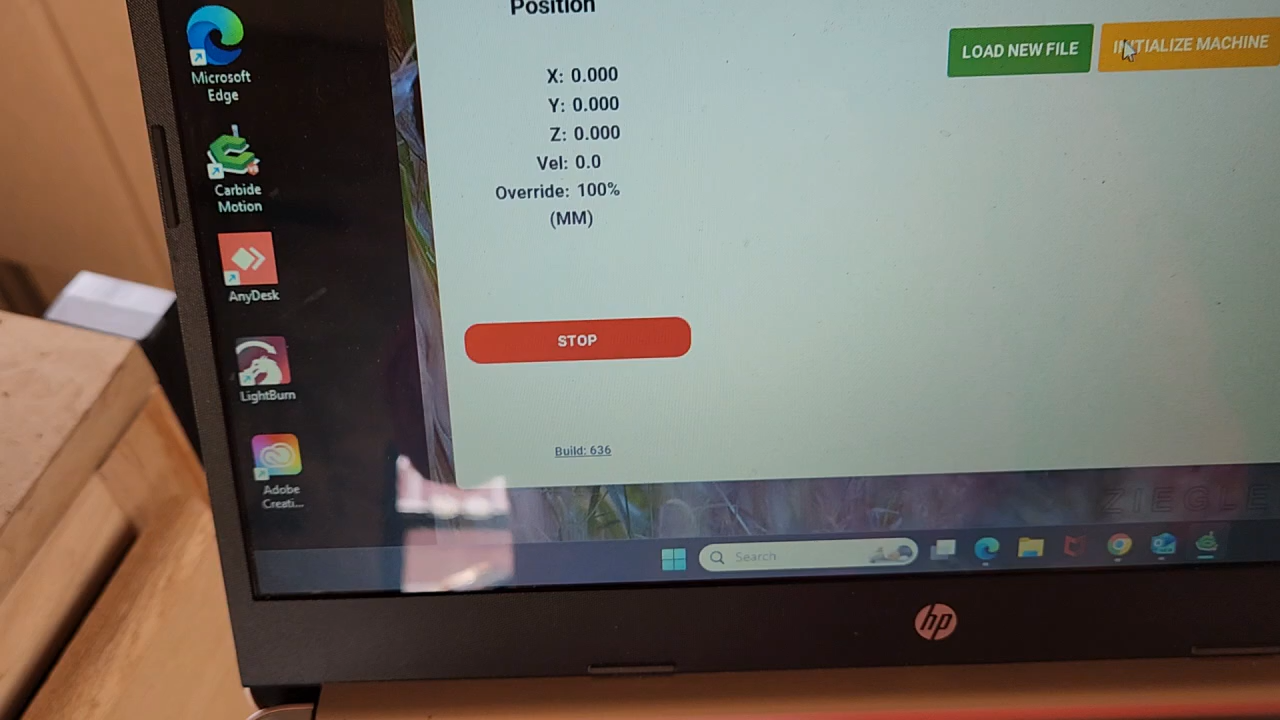 Position
X: 0.000
Y: 0.000
Z: 0.000
Vel: 0.0
Override: 100%
(MM)
LOAD NEW FILE
INITIALIZE MACHINE
STOP
Build: 636
Microsoft
Edge
Carbide
Motion
AnyDesk
LightBurn
Adobe
Creati...
ZIEGLE
Search
hp